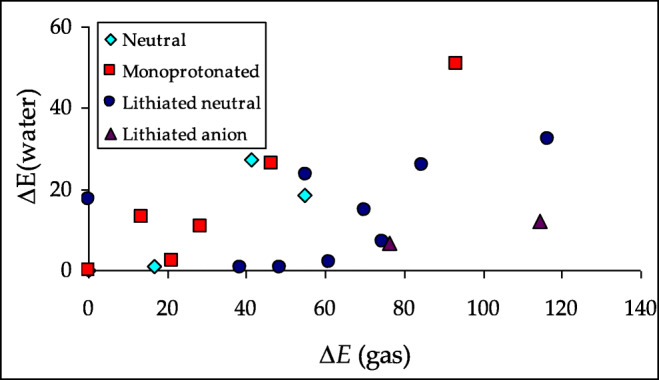 60
Neutral
Monoprotonated
Lithiated neutral
Lithiated anion
40
20
0
ΔE(water)
0 20 40 60 80 100 120 140
ΔE (gas)